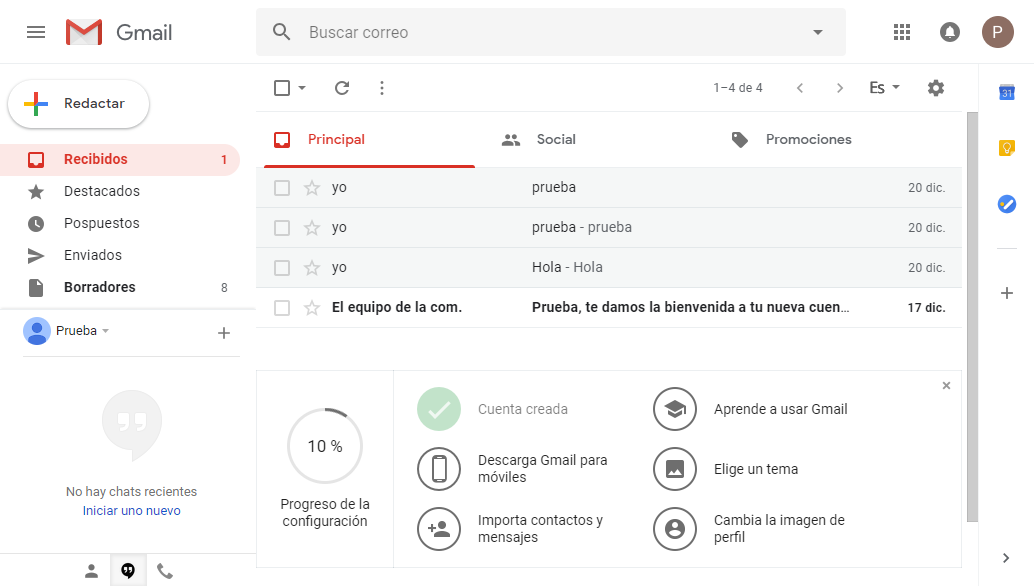 Gmail
Buscar correo
P
Redactar
1–4 de 4
Es
31
Principal
Social
Promociones
Recibidos 1
Destacados
Pospuestos
Enviados
Borradores 8
yo prueba 20 dic.
yo prueba - prueba 20 dic.
yo Hola - Hola 20 dic.
El equipo de la com. Prueba, te damos la bienvenida a tu nueva cuen… 17 dic.
Prueba
No hay chats recientes
Iniciar uno nuevo
10 %
Progreso de la
configuración
Cuenta creada
Aprende a usar Gmail
Descarga Gmail para
móviles
Elige un tema
Importa contactos y
mensajes
Cambia la imagen de
perfil